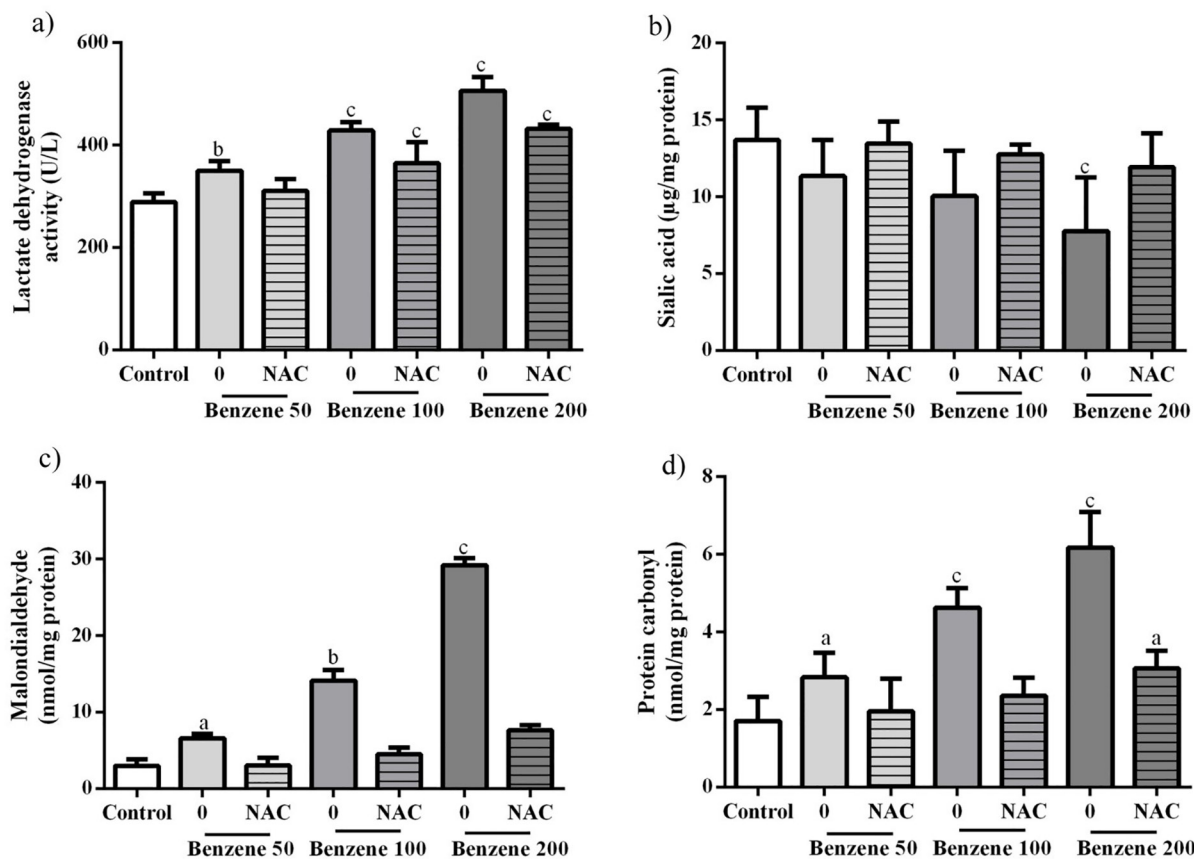 a)
Lactate dehydrogenase
activity (U/L)
600
400
200
0
b
c
c
c
c
Control
0
NAC
0
NAC
0
NAC
Benzene 50
Benzene 100
Benzene 200
b)
Sialic acid (µg/mg protein)
20
15
10
5
0
c
Control
0
NAC
0
NAC
0
NAC
Benzene 50
Benzene 100
Benzene 200
c)
Malondialdehyde
(nmol/mg protein)
40
30
20
10
0
a
b
c
Control
0
NAC
0
NAC
0
NAC
Benzene 50
Benzene 100
Benzene 200
d)
Protein carbonyl
(nmol/mg protein)
8
6
4
2
0
a
c
c
a
Control
0
NAC
0
NAC
0
NAC
Benzene 50
Benzene 100
Benzene 200